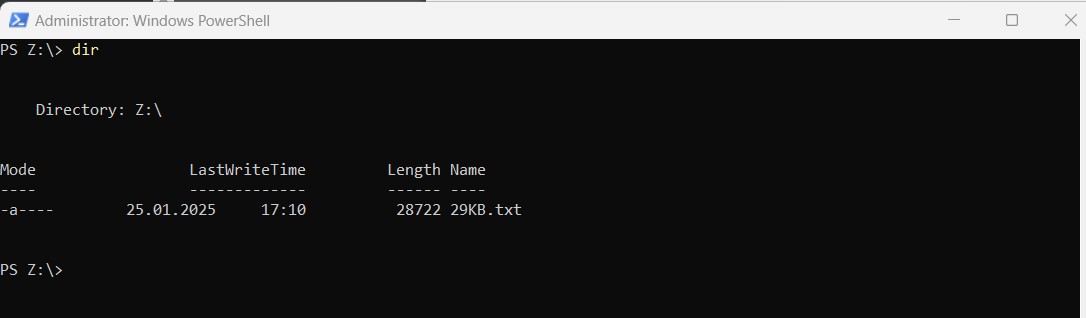 Administrator: Windows PowerShell
PS Z:\> dir
Directory: Z:\
Mode                 LastWriteTime         Length Name
----                 -------------         ------ ----
-a----        25.01.2025     17:10          28722 29KB.txt
PS Z:\>